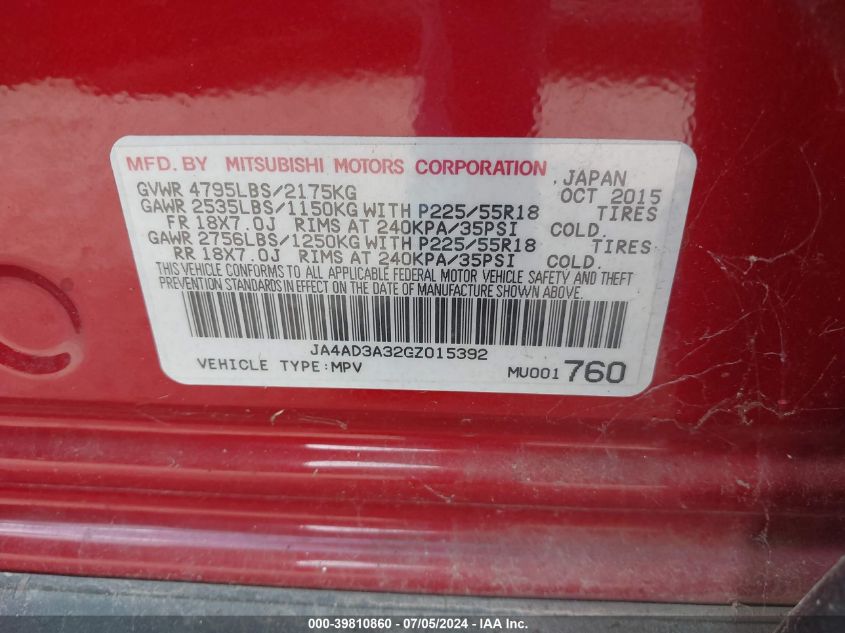 MFD. BY MITSUBISHI MOTORS CORPORATION, JAPAN
GVWR 4795LBS/2175KG OCT 2015
GAWR 2535LBS/1150KG WITH P225/55R18 TIRES
FR 18X7.0J RIMS AT 240KPA/35PSI COLD.
GAWR 2756LBS/1250KG WITH P225/55R18 TIRES
RR 18X7.0J RIMS AT 240KPA/35PSI COLD.
THIS VEHICLE CONFORMS TO ALL APPLICABLE FEDERAL MOTOR VEHICLE SAFETY AND THEFT
PREVENTION STANDARDS IN EFFECT ON THE DATE OF MANUFACTURE SHOWN ABOVE.
JA4AD3A32GZ015392
VEHICLE TYPE:MPV MU001760
000-39810860 - 07/05/2024 - © IAA Holdings, LLC.